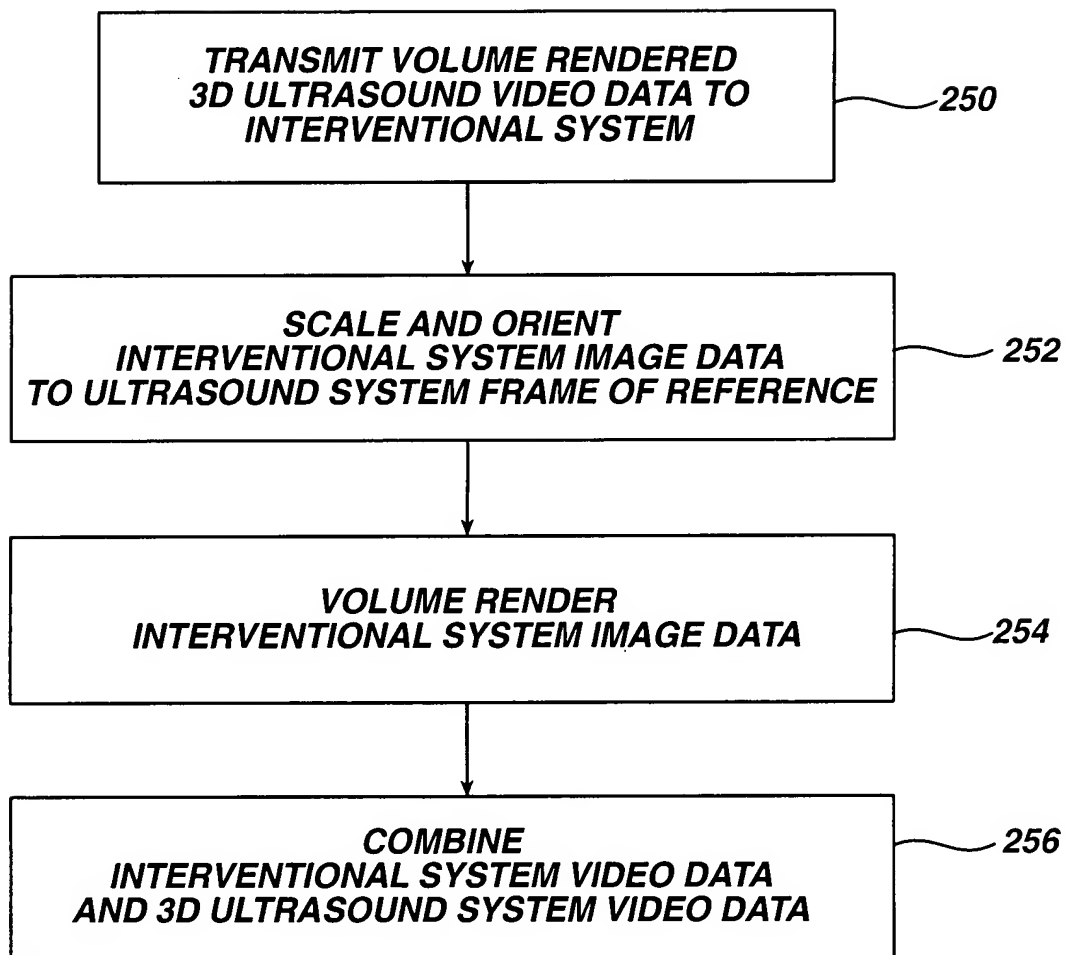 TRANSMIT VOLUME RENDERED
3D ULTRASOUND VIDEO DATA TO
INTERVENTIONAL SYSTEM
250
SCALE AND ORIENT
INTERVENTIONAL SYSTEM IMAGE DATA
TO ULTRASOUND SYSTEM FRAME OF REFERENCE
252
VOLUME RENDER
INTERVENTIONAL SYSTEM IMAGE DATA
254
COMBINE
INTERVENTIONAL SYSTEM VIDEO DATA
AND 3D ULTRASOUND SYSTEM VIDEO DATA
256